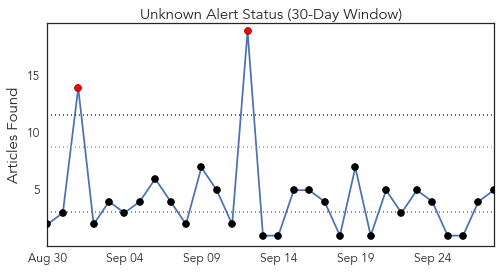 Unknown Alert Status (30-Day Window)
Articles Found
15
10
5
Aug 30 Sep 04 Sep 09 Sep 14 Sep 19 Sep 24